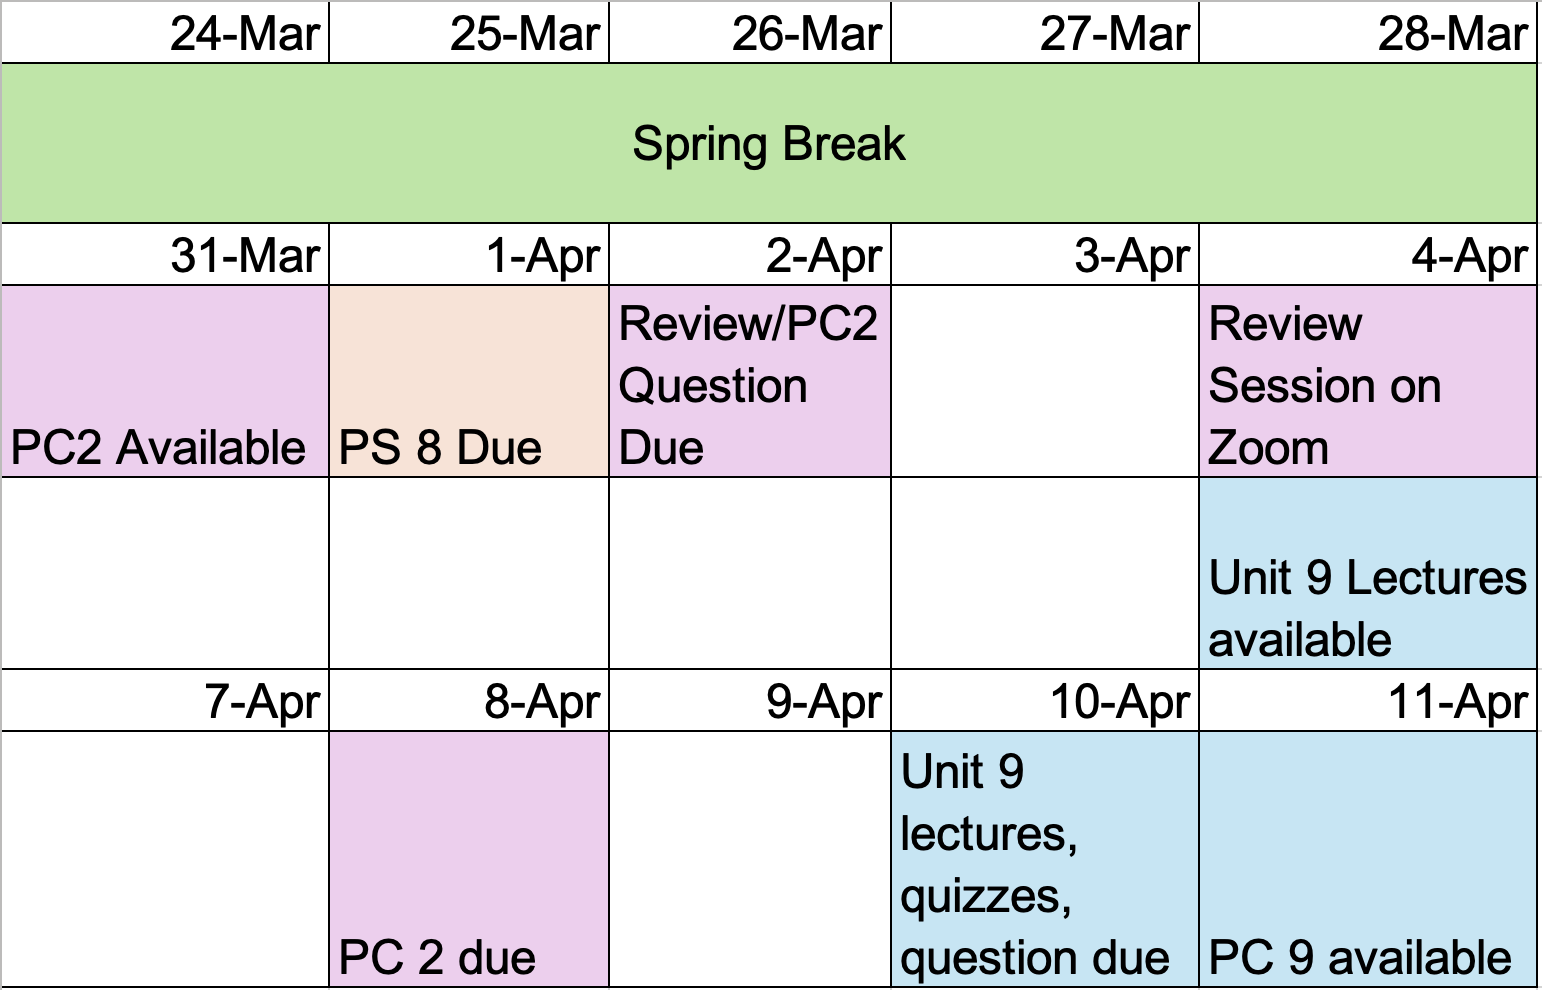 24-Mar 25-Mar 26-Mar 27-Mar 28-Mar
Spring Break
31-Mar 1-Apr 2-Apr 3-Apr 4-Apr
PC2 Available
PS 8 Due
Review/PC2
Question
Due
Review
Session on
Zoom
Unit 9 Lectures
available
7-Apr 8-Apr 9-Apr 10-Apr 11-Apr
PC 2 due
Unit 9
lectures,
quizzes,
question due
PC 9 available